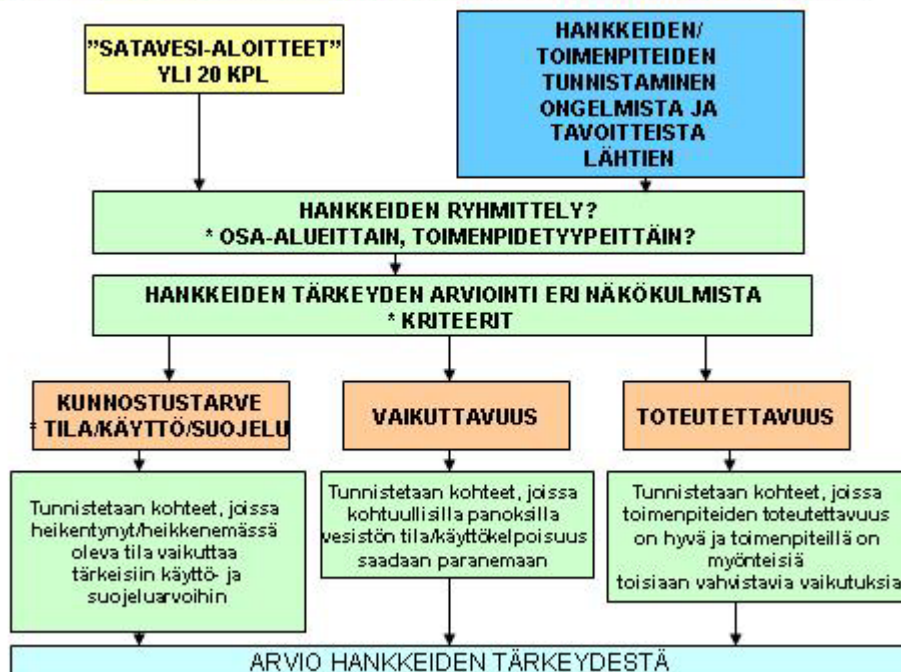 "SATAVESI-ALOITTEET"
YLI 20 KPL
HANKKEIDEN/
TOIMENPITEIDEN
TUNNISTAMINEN
ONGELMISTA JA
TAVOITTEISTA
LÄHTIEN
HANKKEIDEN RYHMITTELY?
* OSA-ALUEITTAIN, TOIMENPIDETYYPEITTÄIN?
HANKKEIDEN TÄRKEYDEN ARVIOINTI ERI NÄKÖKULMISTA
* KRITEERIT
KUNNOSTUSTARVE
* TILA/KÄYTTÖ/SUOJELU
VAIKUTTAVUUS
TOTEUTETTAVUUS
Tunnistetaan kohteet, joissa
heikentynyt/heikkenemässä
oleva tila vaikuttaa
tärkeisiin käyttö- ja
suojeluarvoihin
Tunnistetaan kohteet, joissa
kohtuullisilla panoksilla
vesistön tila/käyttökelpoisuus
saadaan paranemaan
Tunnistetaan kohteet, joissa
toimenpiteiden toteutettavuus
on hyvä ja toimenpiteillä on
myönteisiä
toisiaan vahvistavia vaikutuksia
ARVIO HANKKEIDEN TÄRKEYDESTÄ